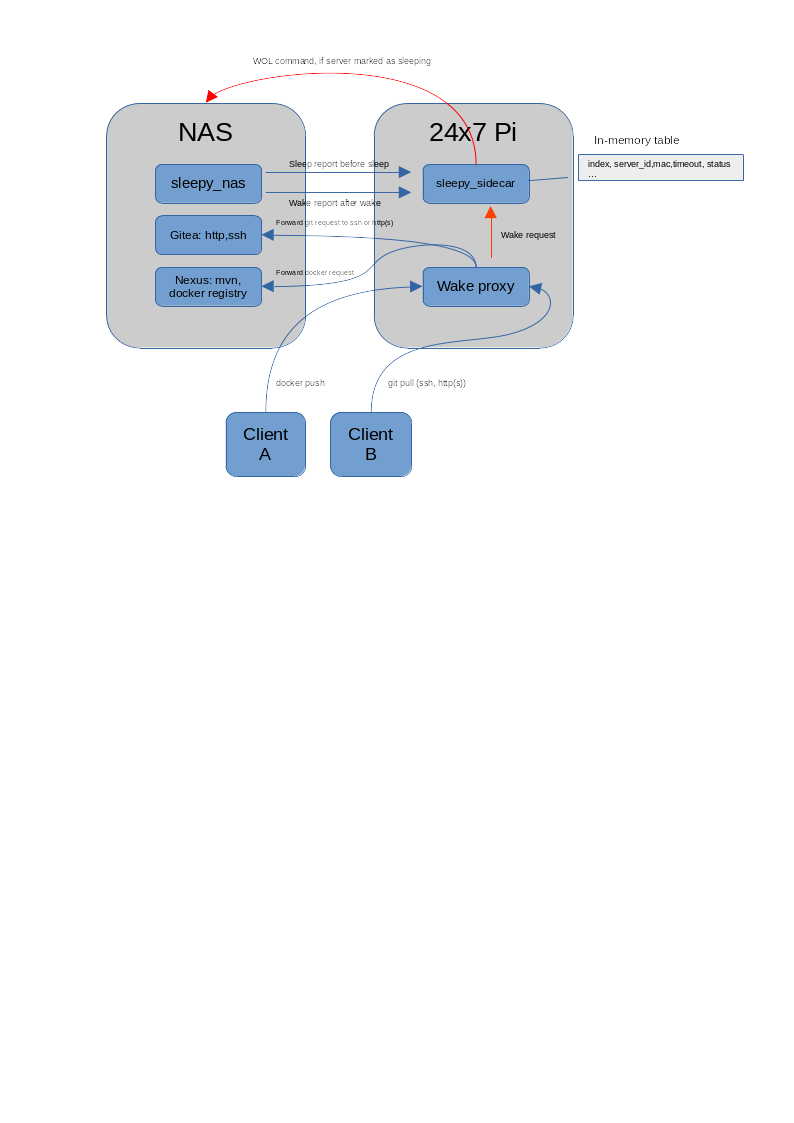 WOL command, if server marked as sleeping
NAS
24x7 Pi
In-memory table
index, server_id,mac,timeout, status
...
sleepy_nas
Sleep report before sleep
Wake report after wake
sleepy_sidecar
Gitea: http,ssh
Forward git request to ssh or http(s)
Wake request
Nexus: mvn,
docker registry
Forward docker request
Wake proxy
docker push
git pull (ssh, http(s))
Client
A
Client
B